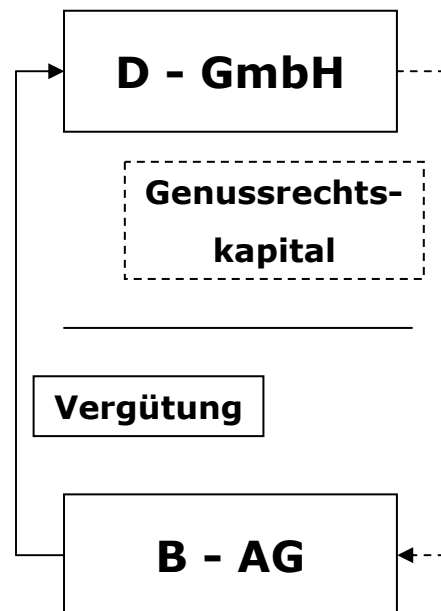 D - GmbH
Genussrechts-
kapital
Vergütung
B - AG